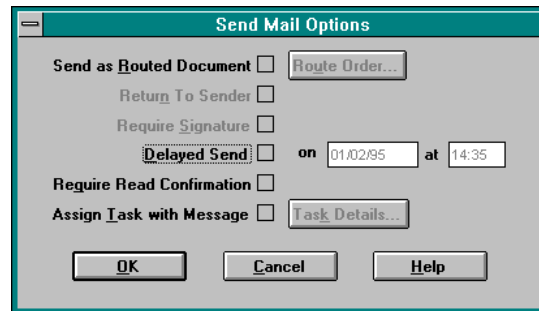 Send Mail Options
Send as Routed Document Route Order...
Return To Sender
Require Signature
Delayed Send on 01/02/95 at 14:35
Require Read Confirmation
Assign Task with Message Task Details...
OK Cancel Help